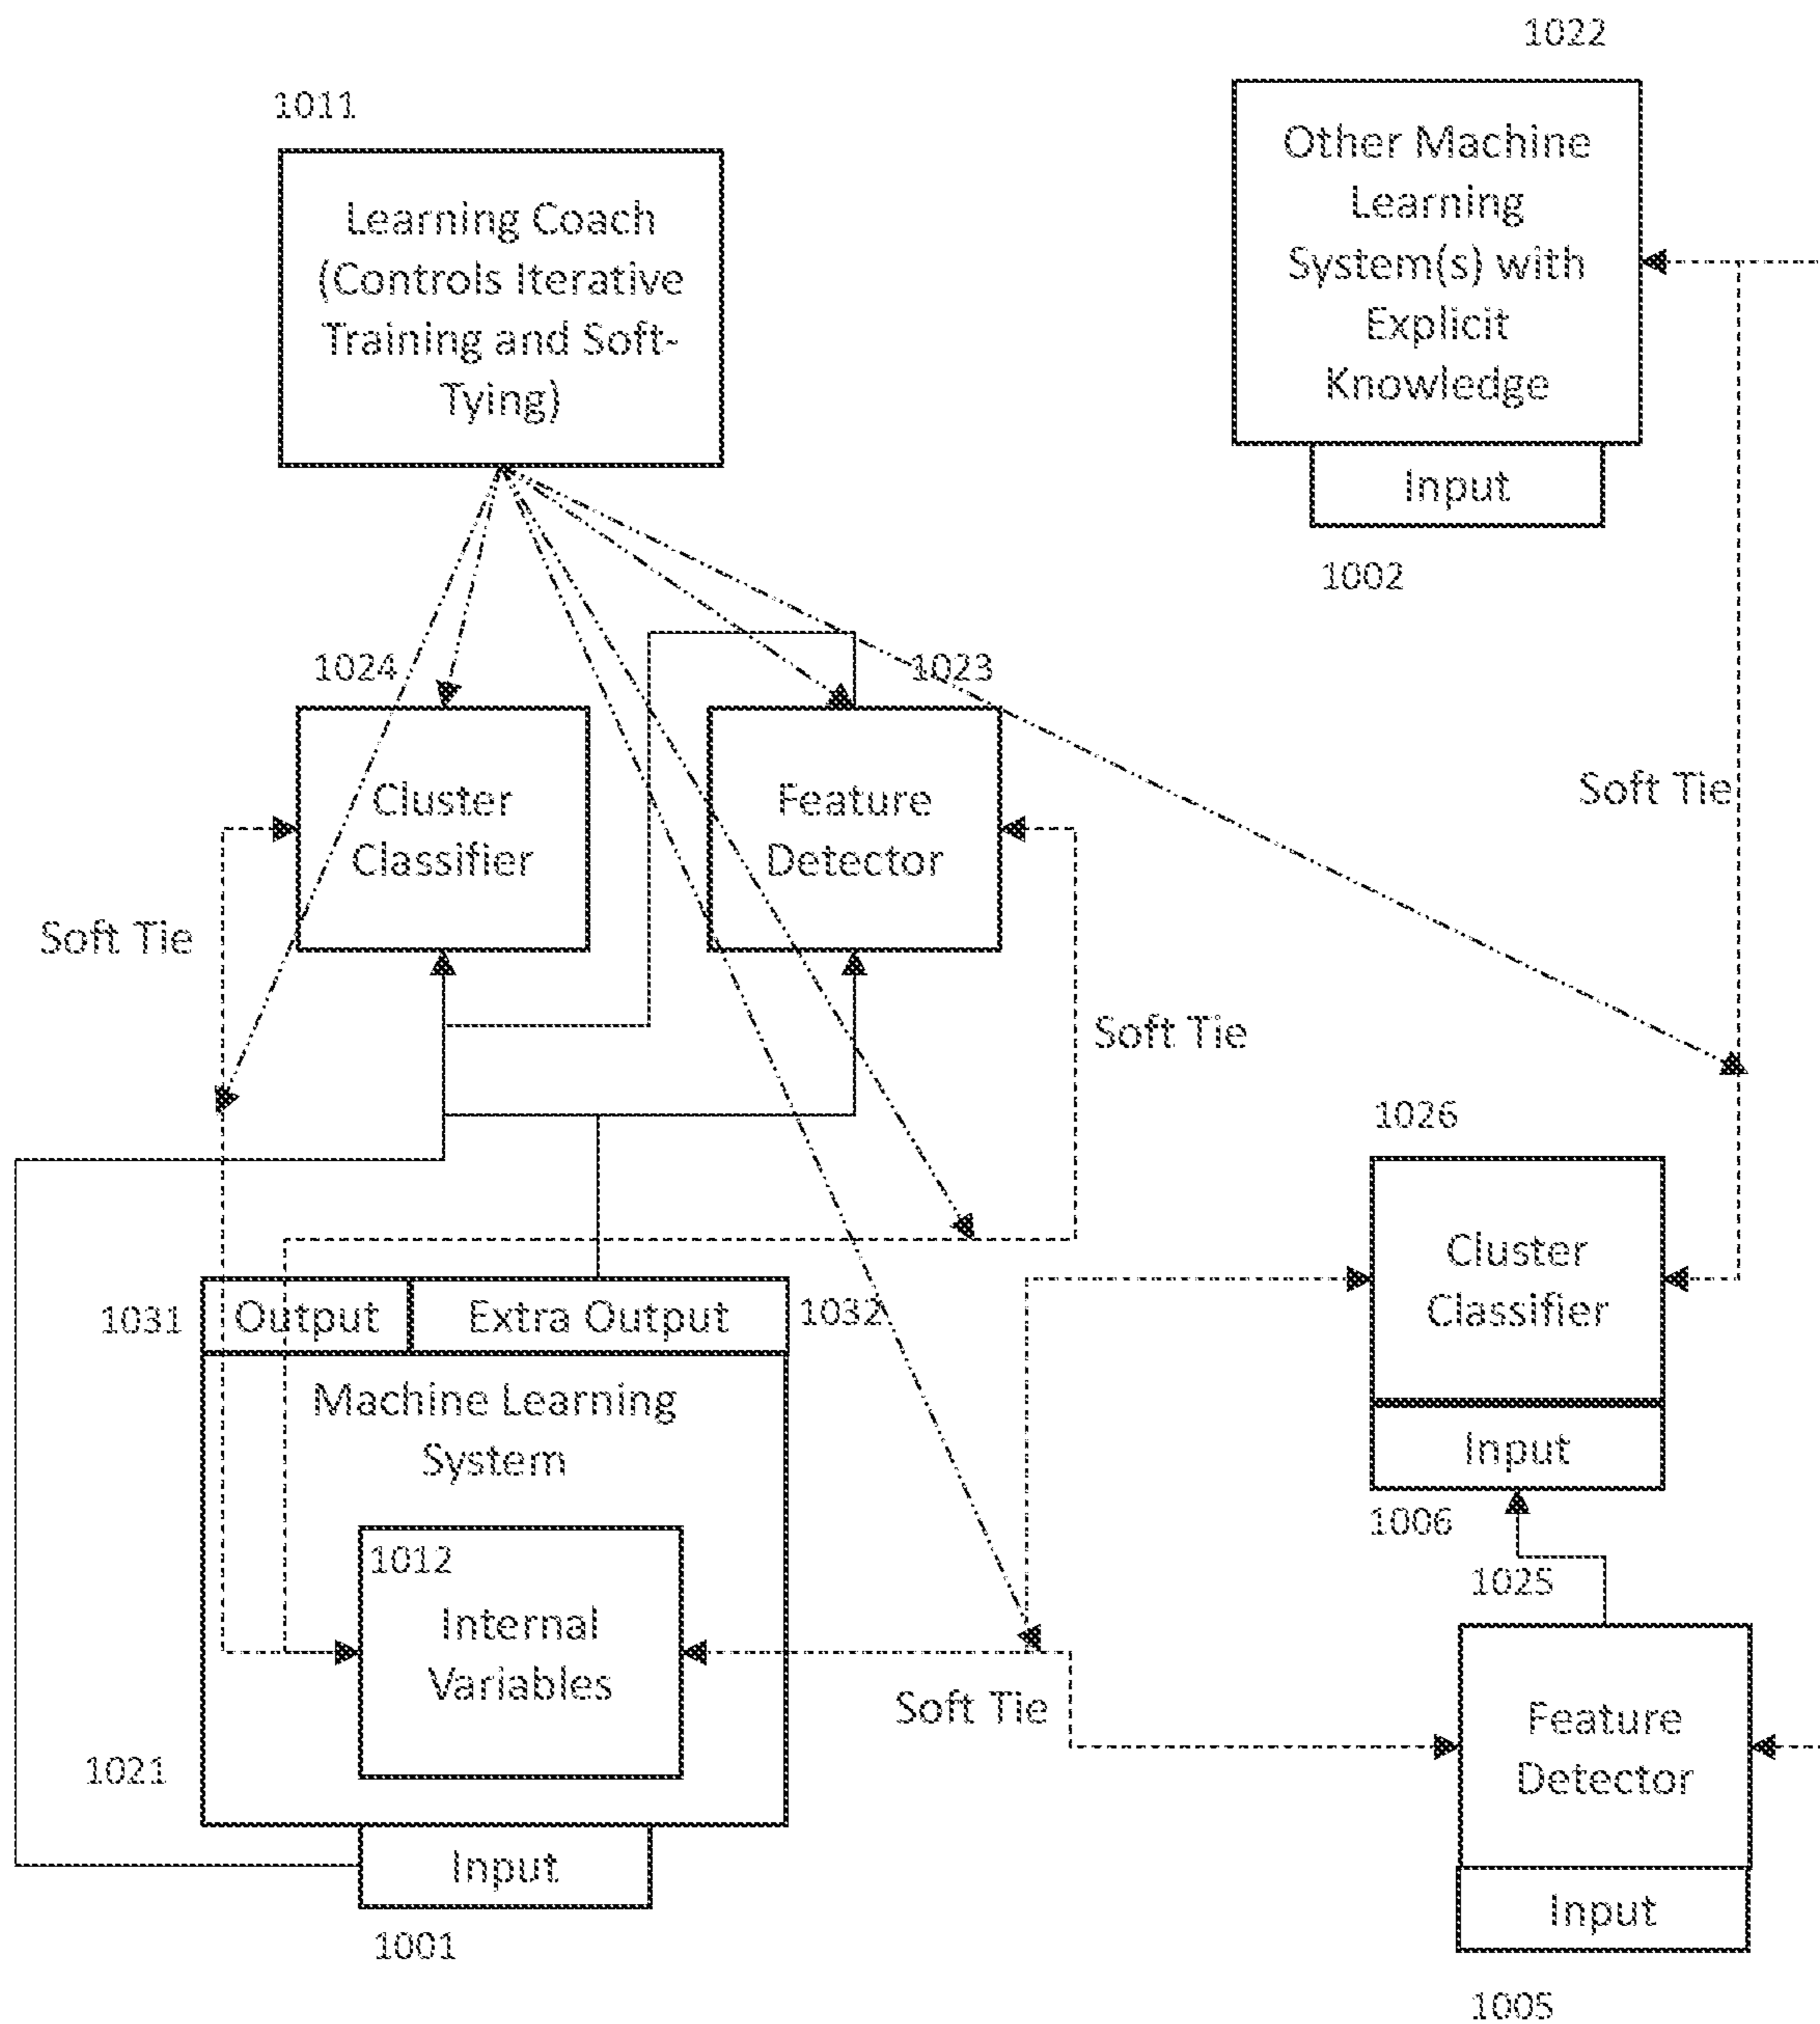 1022
1011
Other Machine
Learning
System(s) with
Explicit
Knowledge
Learning Coach
(Controls Iterative
Training and Soft-
Tying)
Input
1002
1024
1023
Cluster
Classifier
Feature
Detector
Soft Tie
Soft Tie
Soft Tie
1026
Cluster
Classifier
Input
1006
1031
Output
Extra Output
1032
Machine Learning
System
1012
Internal
Variables
1025
Soft Tie
Feature
Detector
1021
Input
1001
Input
1005